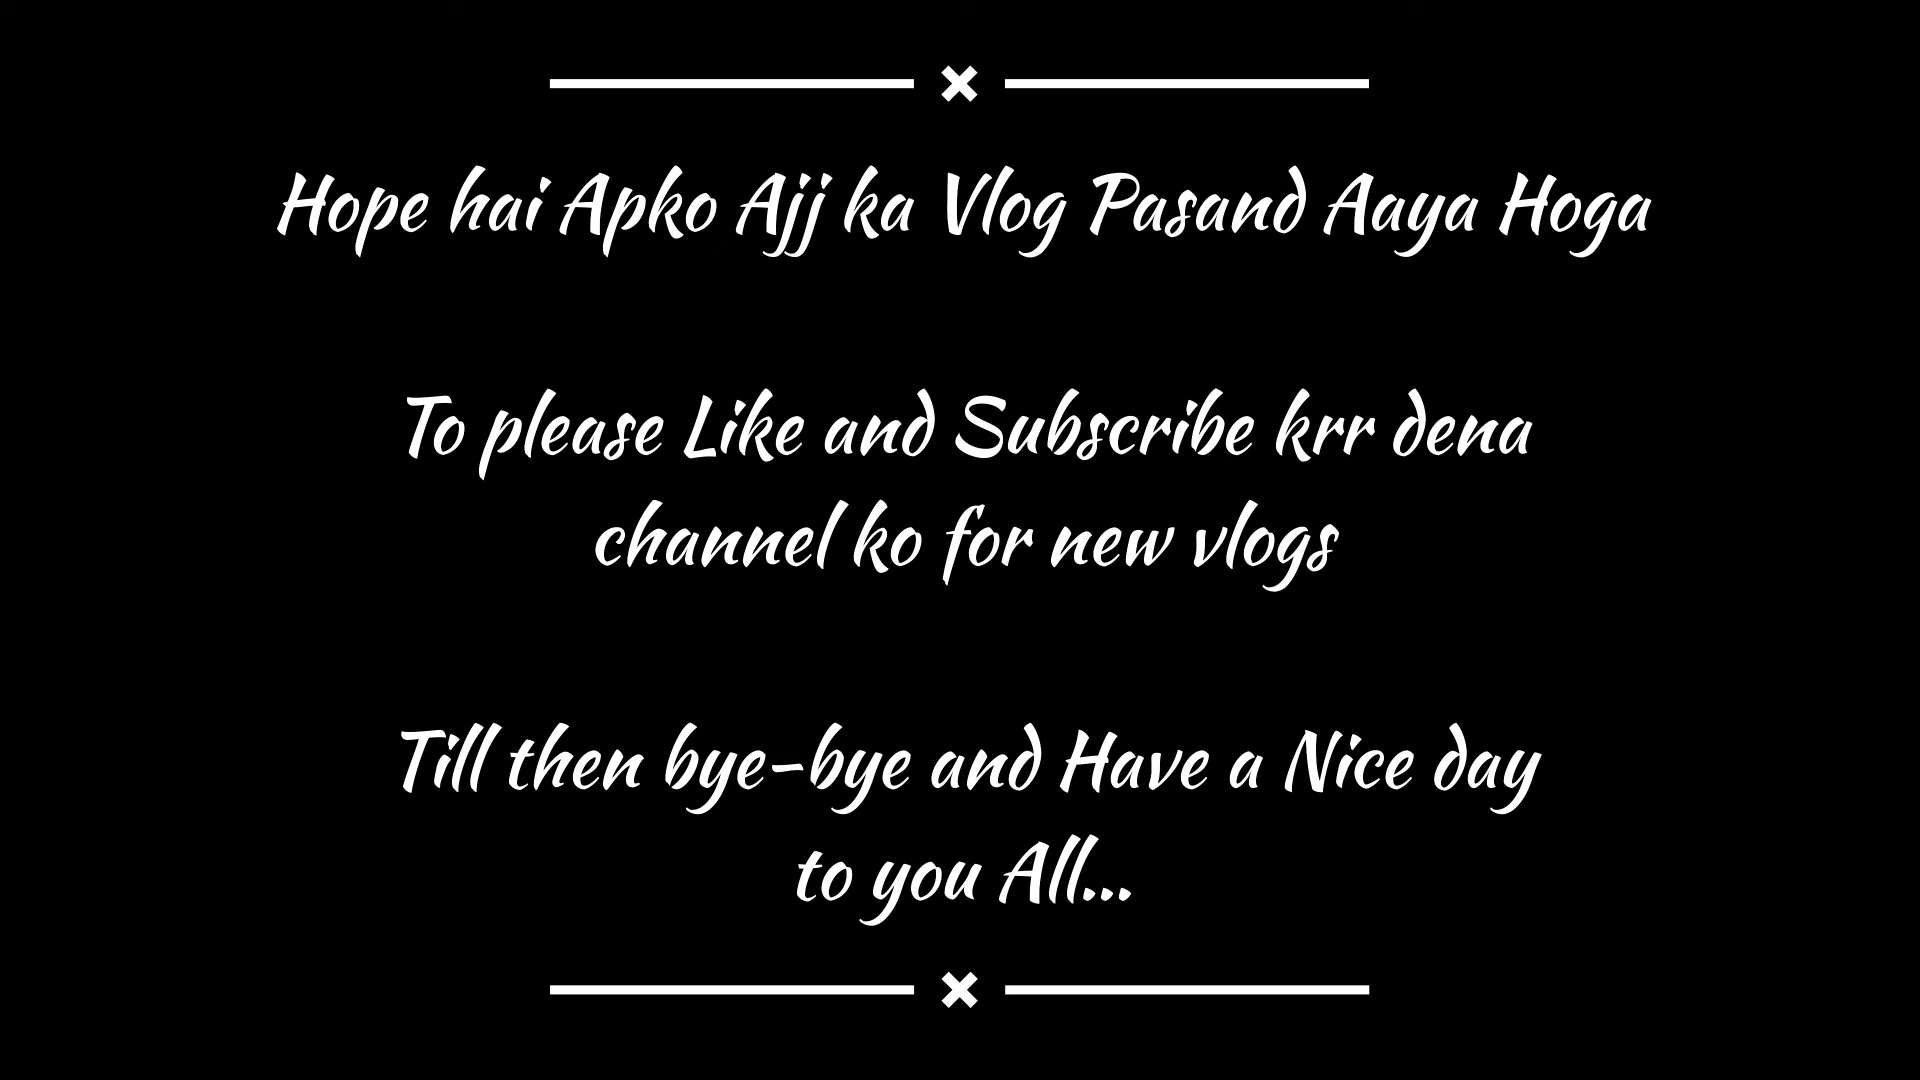 Hope hai Apko Ajj ka Vlog Pasand Aaya Hoga
To please Like and Subscribe krr dena
channel ko for new vlogs
Till then bye-bye and Have a Nice day
to you All...